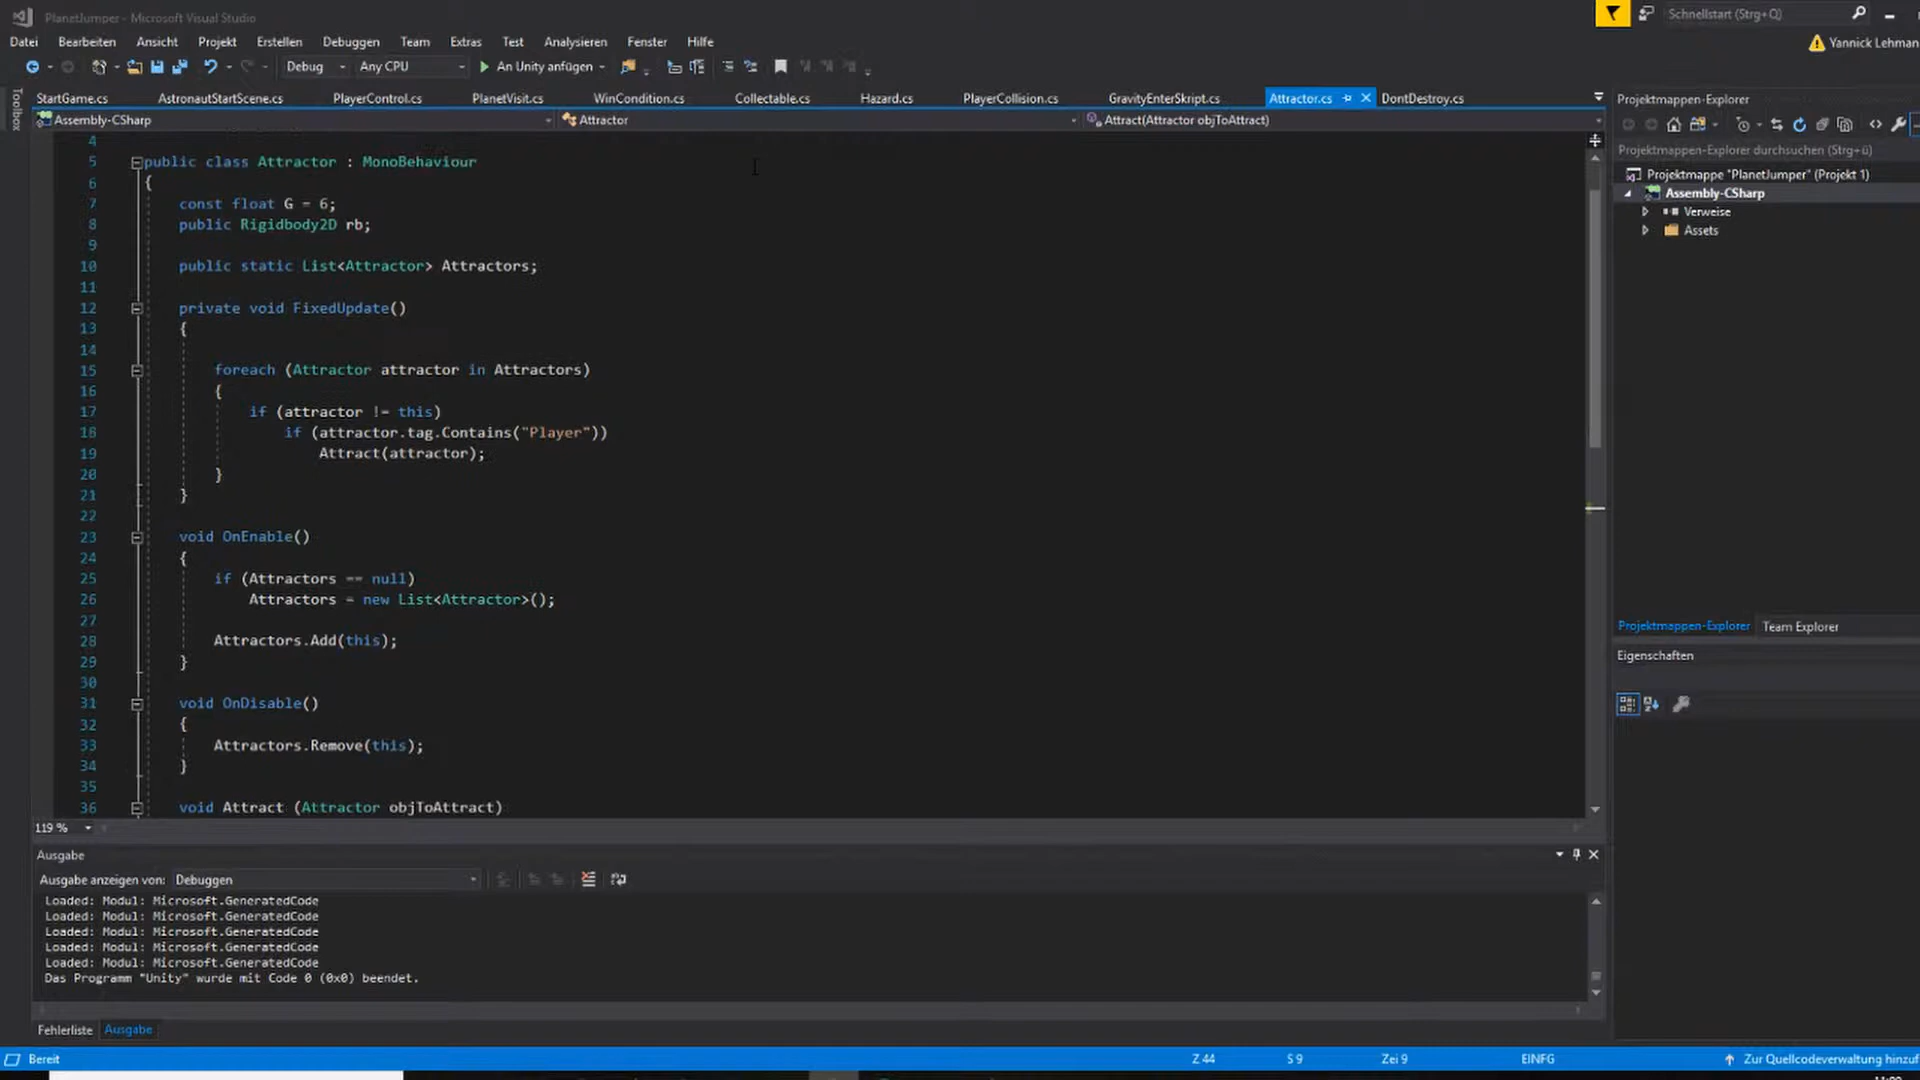 PlanetJumper - Microsoft Visual Studio
Schnellstart (Strg+Q)
Datei Bearbeiten Ansicht Projekt Erstellen Debuggen Team Extras Test Analysieren Fenster Hilfe
Yannick Lehman
Debug Any CPU An Unity anfügen
Toolbox
StartGame.cs AstronautStartScene.cs PlayerControl.cs PlanetVisit.cs WinCondition.cs Collectable.cs Hazard.cs PlayerCollision.cs GravityEnterSkript.cs Attractor.cs DontDestroy.cs
Assembly-CSharp Attractor Attract(Attractor objToAttract)
4
5 public class Attractor : MonoBehaviour
6 {
7 const float G = 6;
8 public Rigidbody2D rb;
9
10 public static List<Attractor> Attractors;
11
12 private void FixedUpdate()
13 {
14
15 foreach (Attractor attractor in Attractors)
16 {
17 if (attractor != this)
18 if (attractor.tag.Contains("Player"))
19 Attract(attractor);
20 }
21 }
22
23 void OnEnable()
24 {
25 if (Attractors == null)
26 Attractors = new List<Attractor>();
27
28 Attractors.Add(this);
29 }
30
31 void OnDisable()
32 {
33 Attractors.Remove(this);
34 }
35
36 void Attract (Attractor objToAttract)
119 %
Ausgabe
Ausgabe anzeigen von: Debuggen
Loaded: Modul: Microsoft.GeneratedCode
Loaded: Modul: Microsoft.GeneratedCode
Loaded: Modul: Microsoft.GeneratedCode
Loaded: Modul: Microsoft.GeneratedCode
Loaded: Modul: Microsoft.GeneratedCode
Das Programm "Unity" wurde mit Code 0 (0x0) beendet.
Fehlerliste Ausgabe
Projektmappen-Explorer
Projektmappen-Explorer durchsuchen (Strg+ü)
Projektmappe "PlanetJumper" (Projekt 1)
Assembly-CSharp
Verweise
Assets
Projektmappen-Explorer Team Explorer
Eigenschaften
Bereit Z 44 S 9 Zei 9 EINFG Zur Quellcodeverwaltung hinzuf